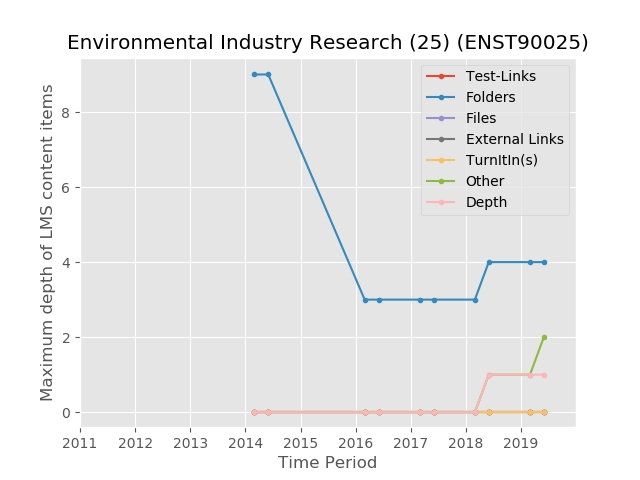 Environmental Industry Research (25) (ENST90025)
Maximum depth of LMS content items
8
6
4
2
0
Test-Links
Folders
Files
External Links
TurnItIn(s)
Other
Depth
2011 2012 2013 2014 2015 2016 2017 2018 2019
Time Period